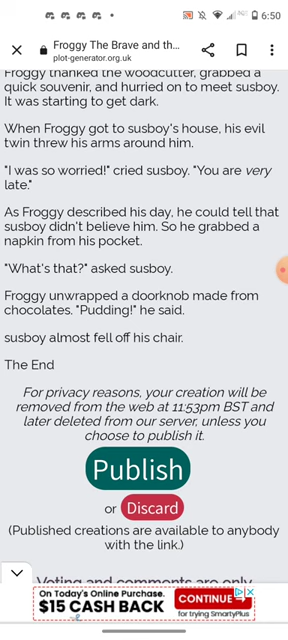 6:50
Froggy The Brave and th...
plot-generator.org.uk
Froggy thanked the woodcutter, grabbed a
quick souvenir, and hurried on to meet susboy.
It was starting to get dark.
When Froggy got to susboy's house, his evil
twin threw his arms around him.
"I was so worried!" cried susboy. "You are very
late."
As Froggy described his day, he could tell that
susboy didn't believe him. So he grabbed a
napkin from his pocket.
"What's that?" asked susboy.
Froggy unwrapped a doorknob made from
chocolates. "Pudding!" he said.
susboy almost fell off his chair.
The End
For privacy reasons, your creation will be
removed from the web at 11:53pm BST and
later deleted from our server, unless you
choose to publish it.
Publish
or Discard
(Published creations are available to anybody
with the link.)
Voting and comments are only
On Today's Online Purchase.
$15 CASH BACK
CONTINUE
for trying SmartyPlus